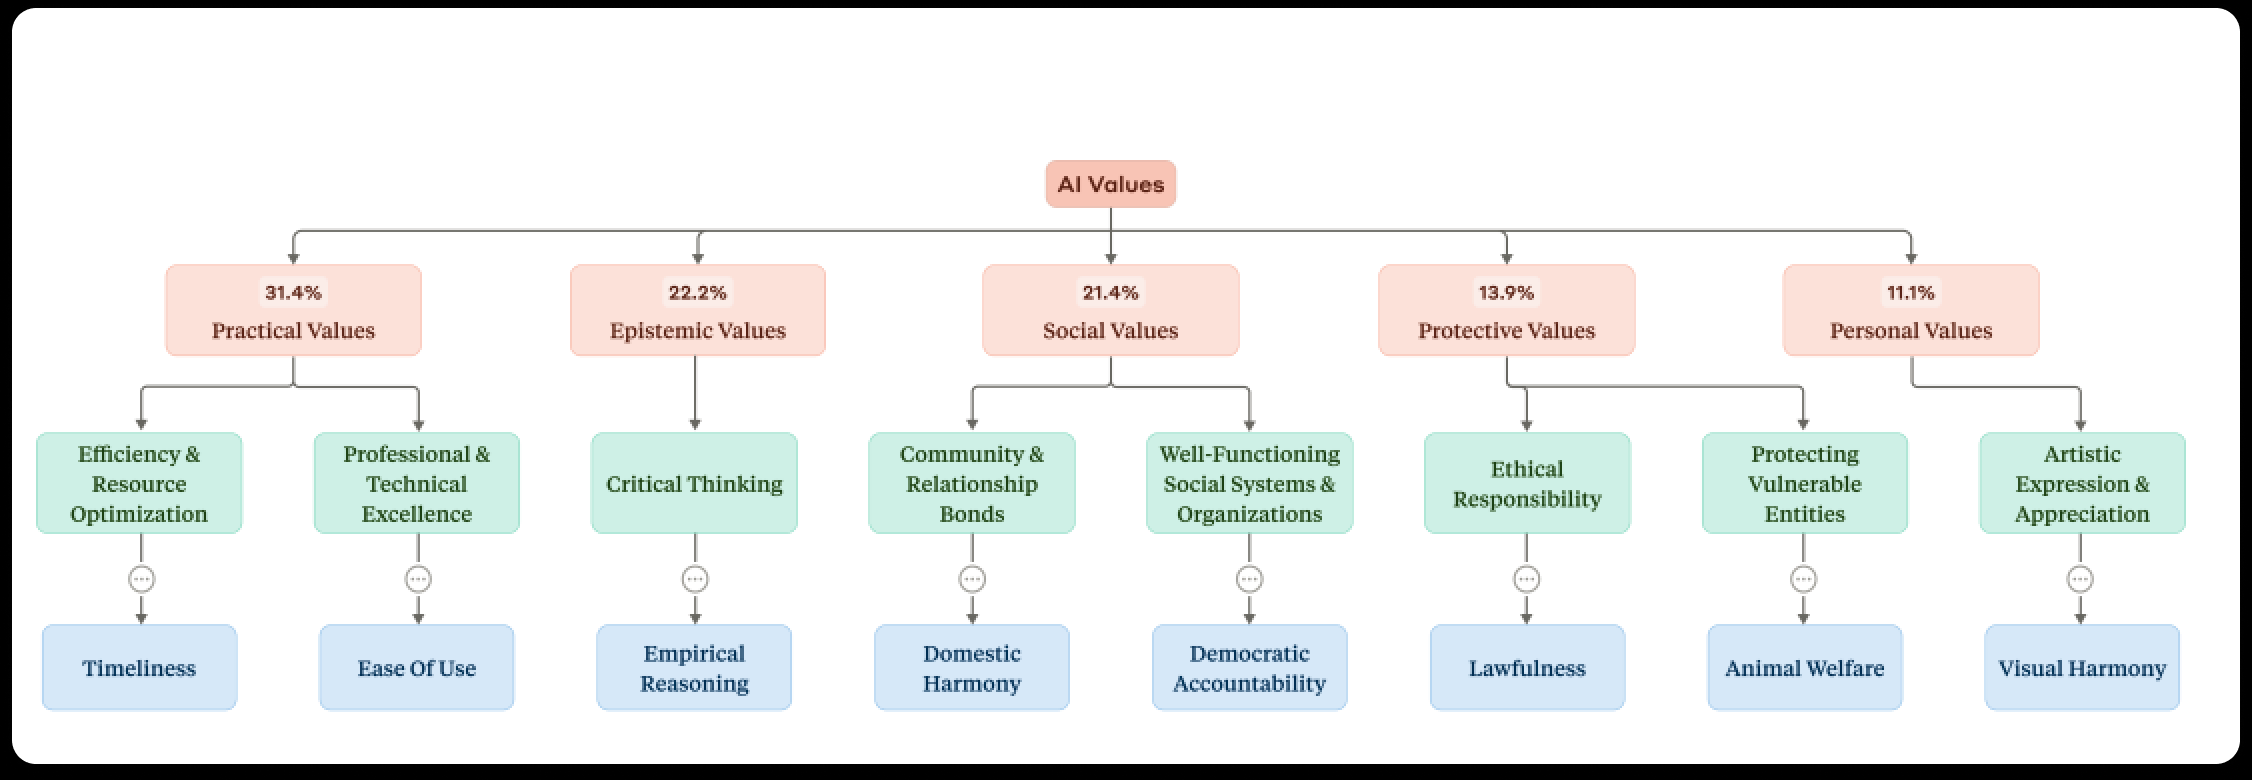 AI Values
31.4%
Practical Values
22.2%
Epistemic Values
21.4%
Social Values
13.9%
Protective Values
11.1%
Personal Values
Efficiency &
Resource
Optimization
Professional &
Technical
Excellence
Critical Thinking
Community &
Relationship
Bonds
Well-Functioning
Social Systems &
Organizations
Ethical
Responsibility
Protecting
Vulnerable
Entities
Artistic
Expression &
Appreciation
Timeliness
Ease Of Use
Empirical
Reasoning
Domestic
Harmony
Democratic
Accountability
Lawfulness
Animal Welfare
Visual Harmony